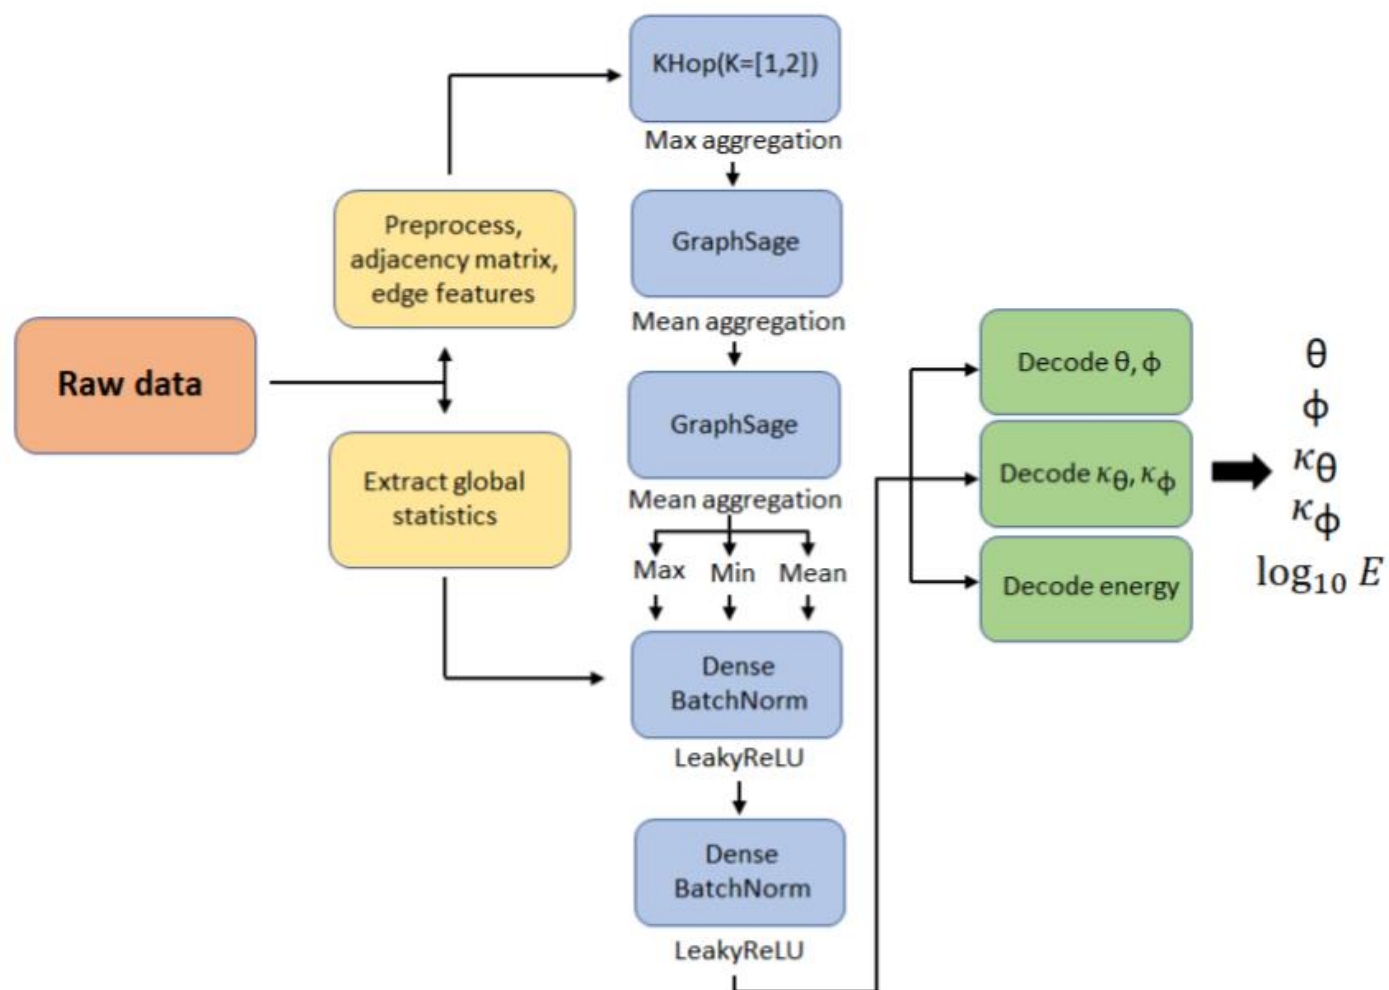 Raw data
Preprocess,
adjacency matrix,
edge features
Extract global
statistics
KHop(K=[1,2])
Max aggregation
GraphSage
Mean aggregation
GraphSage
Mean aggregation
Max Min Mean
Dense
BatchNorm
LeakyReLU
Dense
BatchNorm
LeakyReLU
Decode θ, ϕ
Decode κθ, κϕ
Decode energy
θ
ϕ
κθ
κϕ
log₁₀ E